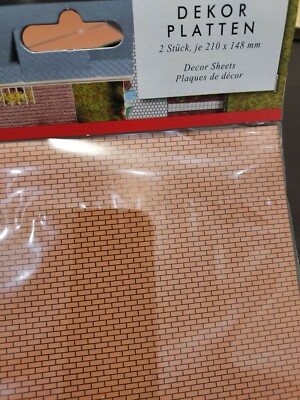 DEKOR
PLATTEN
2 Stück, je 210 x 148 mm
Decor Sheets
Plaques de décor